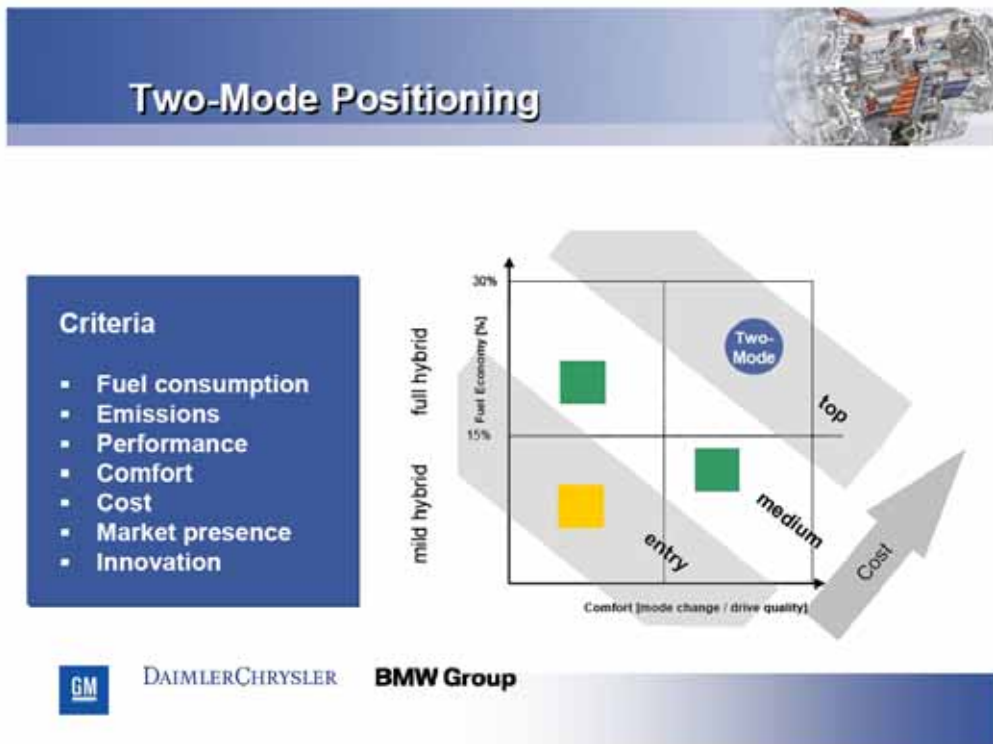 Two-Mode Positioning
Criteria
▪ Fuel consumption
▪ Emissions
▪ Performance
▪ Comfort
▪ Cost
▪ Market presence
▪ Innovation
full hybrid
mild hybrid
Fuel Economy [%]
30%
15%
Two-
Mode
top
medium
entry
Cost
Comfort [mode change / drive quality]
GM
DAIMLERCHRYSLER
BMW Group